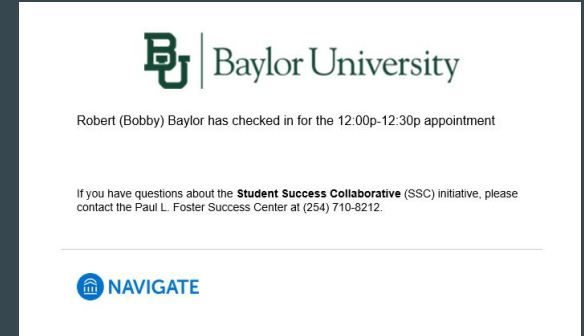 BU Baylor University
Robert (Bobby) Baylor has checked in for the 12:00p-12:30p appointment
If you have questions about the Student Success Collaborative (SSC) initiative, please
contact the Paul L. Foster Success Center at (254) 710-8212.
NAVIGATE